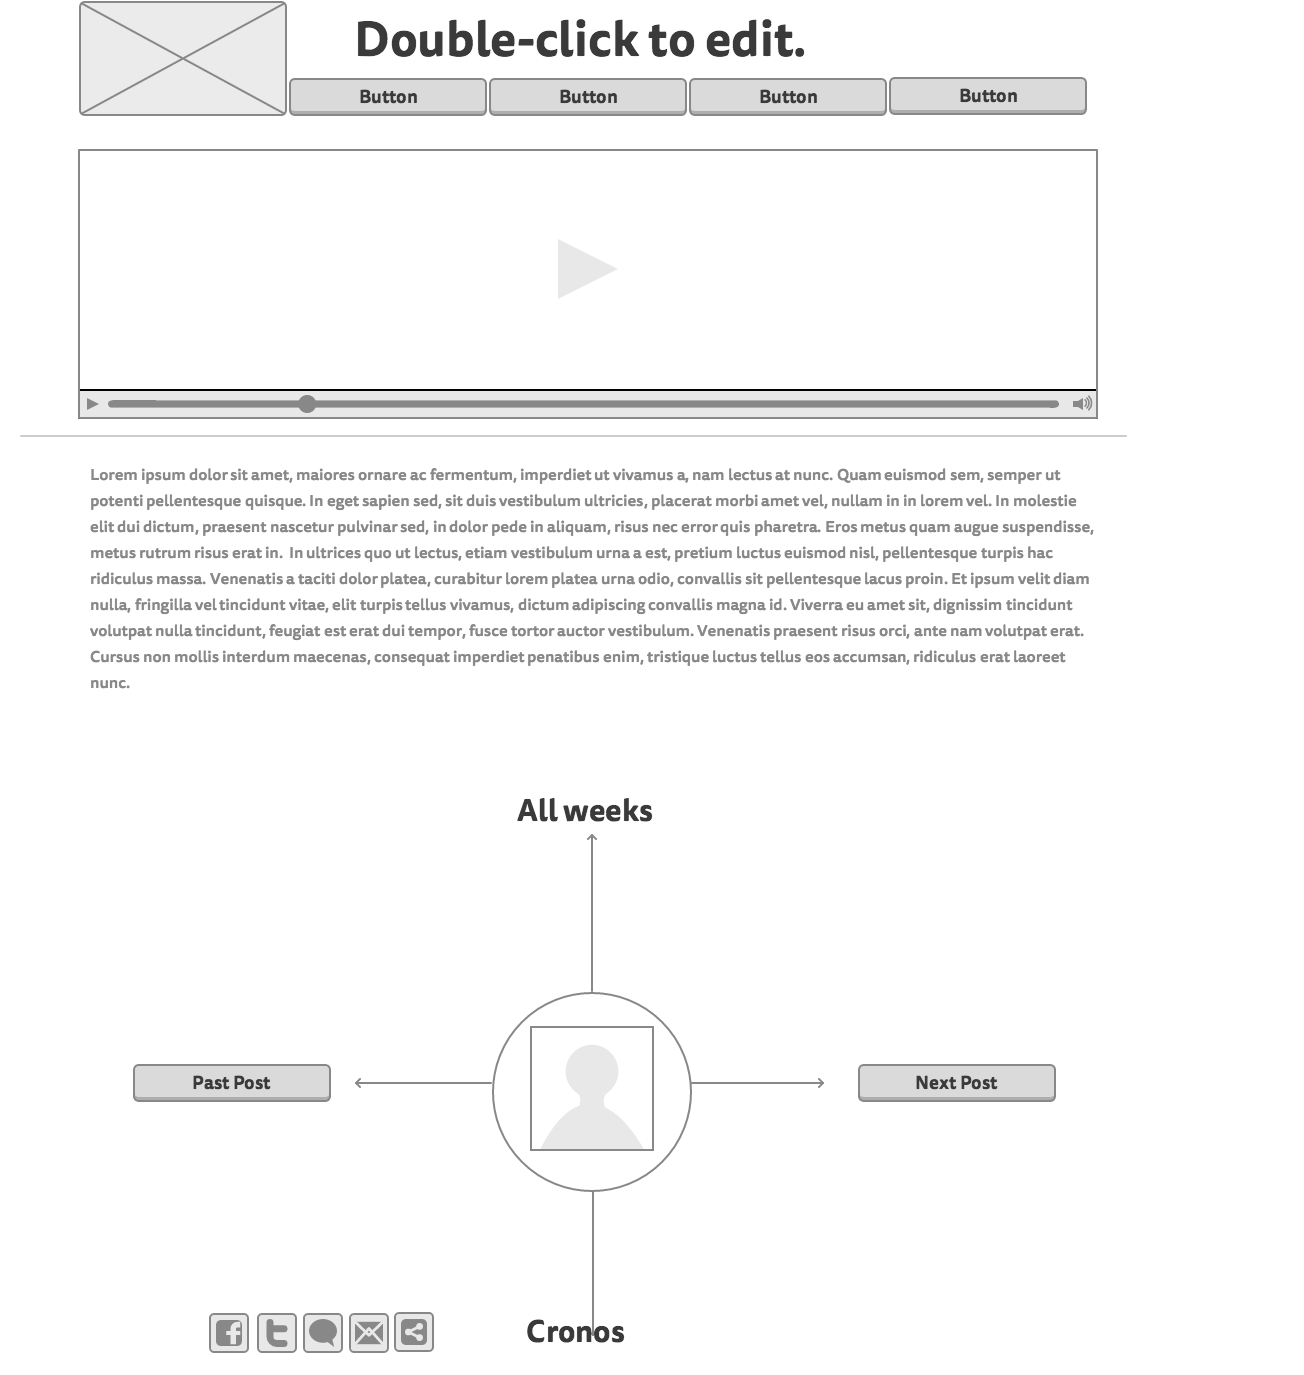 Double-click to edit.
Button Button Button Button
Lorem ipsum dolor sit amet, maiores ornare ac fermentum, imperdiet ut vivamus a, nam lectus at nunc. Quam euismod sem, semper ut
potenti pellentesque quisque. In eget sapien sed, sit duis vestibulum ultricies, placerat morbi amet vel, nullam in in lorem vel. In molestie
elit dui dictum, praesent nascetur pulvinar sed, in dolor pede in aliquam, risus nec error quis pharetra. Eros metus quam augue suspendisse,
metus rutrum risus erat in.  In ultrices quo ut lectus, etiam vestibulum urna a est, pretium luctus euismod nisl, pellentesque turpis hac
ridiculus massa. Venenatis a taciti dolor platea, curabitur lorem platea urna odio, convallis sit pellentesque lacus proin. Et ipsum velit diam
nulla, fringilla vel tincidunt vitae, elit turpis tellus vivamus, dictum adipiscing convallis magna id. Viverra eu amet sit, dignissim tincidunt
volutpat nulla tincidunt, feugiat est erat dui tempor, fusce tortor auctor vestibulum. Venenatis praesent risus orci, ante nam volutpat erat.
Cursus non mollis interdum maecenas, consequat imperdiet penatibus enim, tristique luctus tellus eos accumsan, ridiculus erat laoreet
nunc.
All weeks
Past Post
Next Post
Cronos